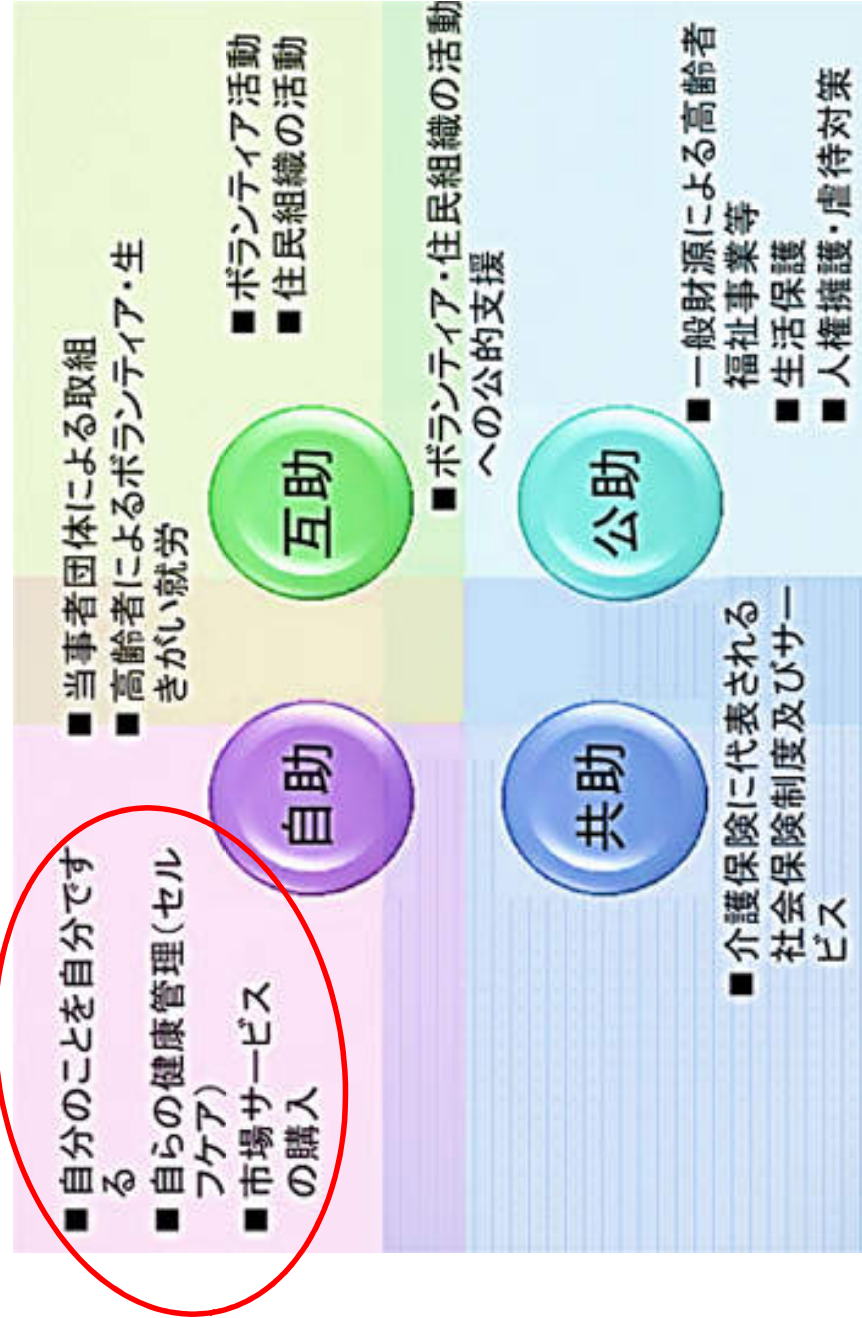 ■自分のことを自分です
る
■自らの健康管理(セル
フケア)
■市場サービス
の購入
■当事者団体による取組
■高齢者によるボランティア・生
きがい就労
■ボランティア活動
■住民組織の活動
自助
互助
■ボランティア・住民組織の活動
への公的支援
共助
公助
■介護保険に代表される
社会保険制度及びサー
ビス
■一般財源による高齢者
福祉事業等
■生活保護
■人権擁護・虐待対策